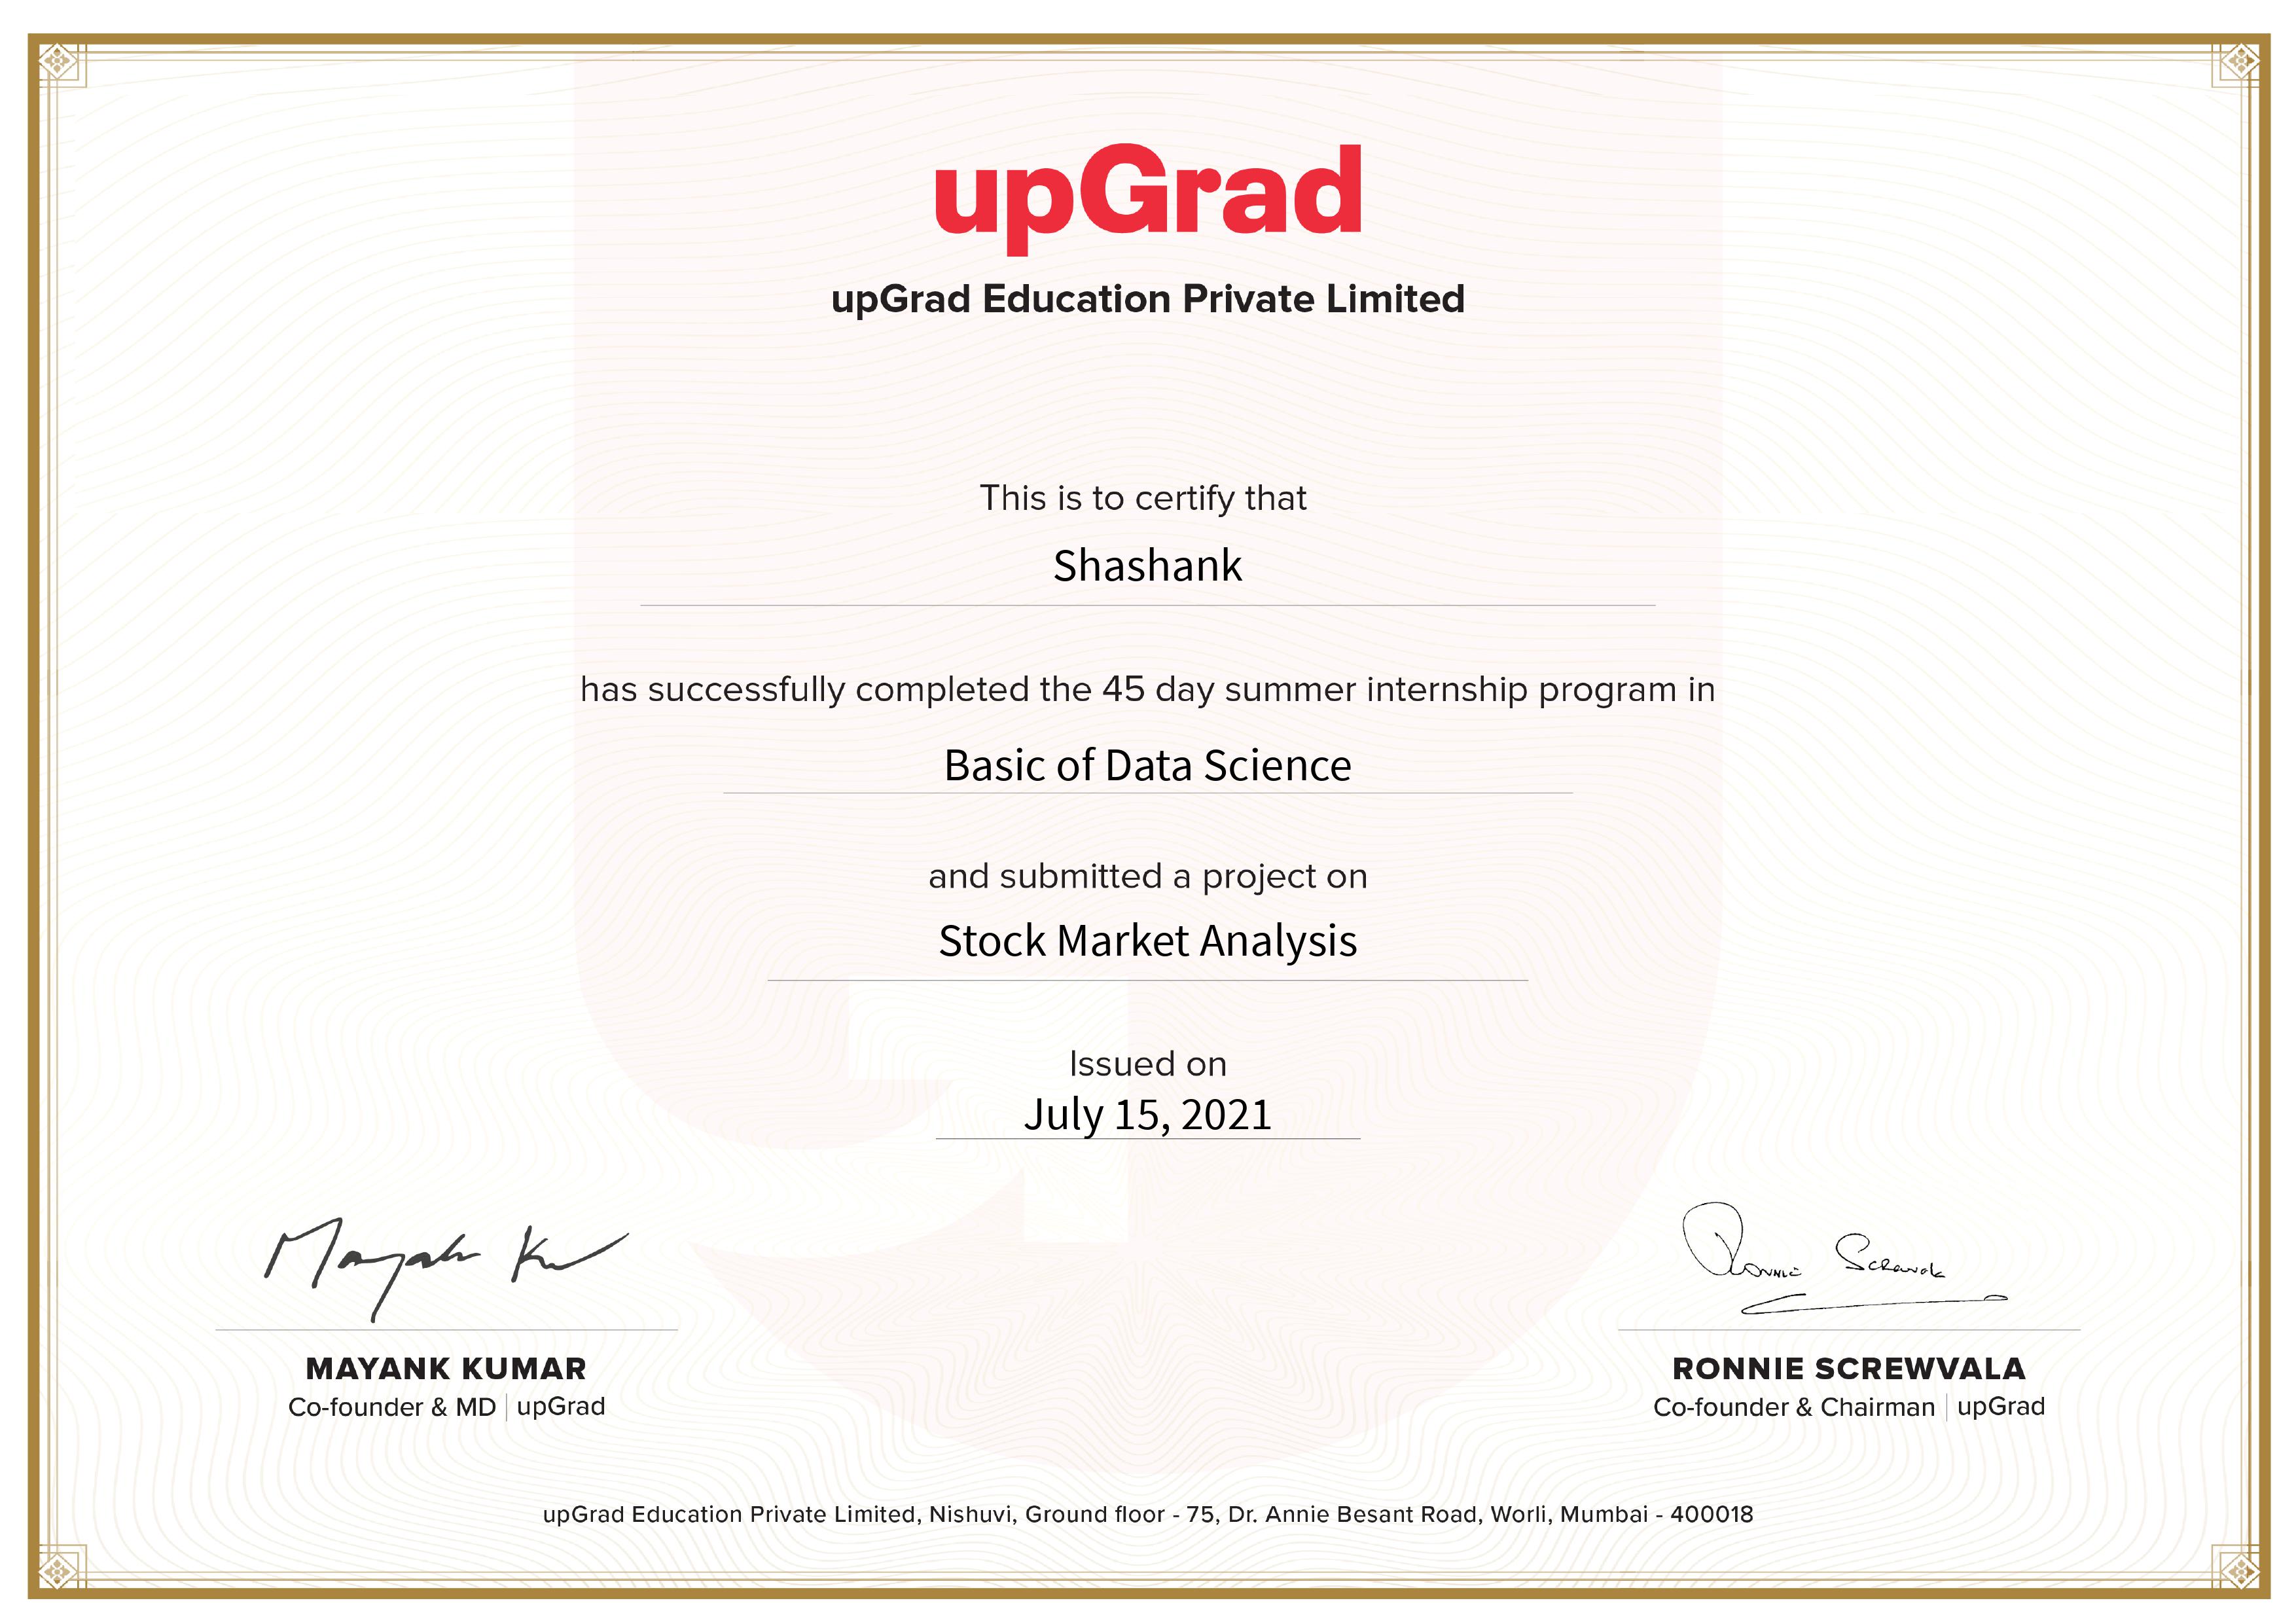 upGrad
upGrad Education Private Limited
This is to certify that
Shashank
has successfully completed the 45 day summer internship program in
Basic of Data Science
and submitted a project on
Stock Market Analysis
Issued on
July 15, 2021
Mayank Ku
Ronnie Screwvala
MAYANK KUMAR
Co-founder & MD | upGrad
RONNIE SCREWVALA
Co-founder & Chairman | upGrad
upGrad Education Private Limited, Nishuvi, Ground floor - 75, Dr. Annie Besant Road, Worli, Mumbai - 400018